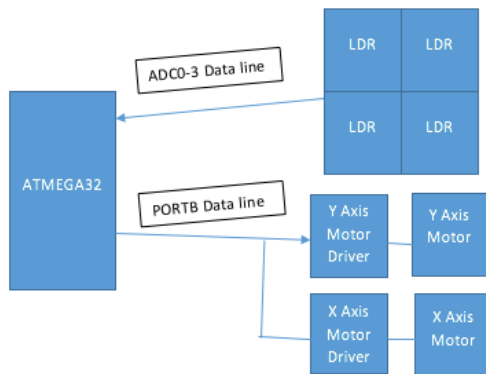 LDR LDR
ADC0-3 Data line
LDR LDR
ATMEGA32
PORTB Data line
Y Axis
Motor
Driver
Y Axis
Motor
X Axis
Motor
Driver
X Axis
Motor